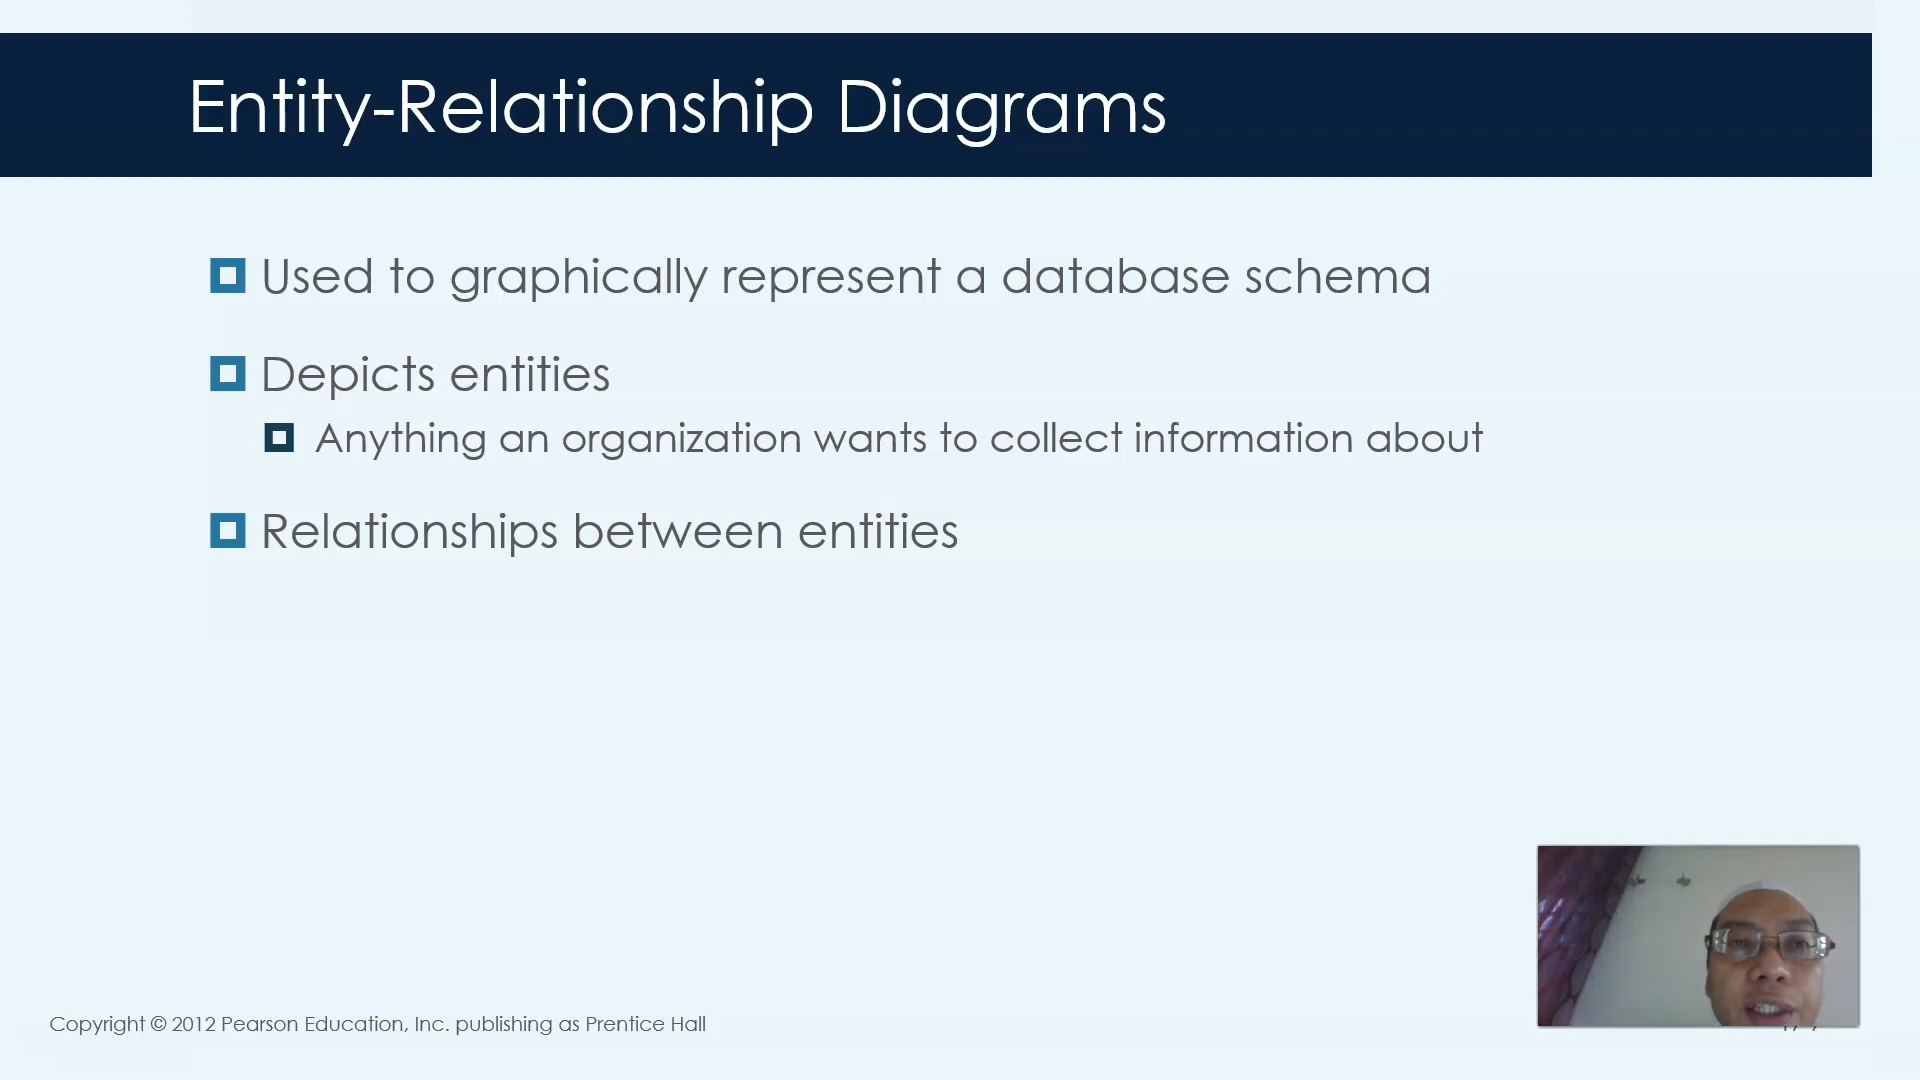 Entity-Relationship Diagrams
Used to graphically represent a database schema
Depicts entities
Anything an organization wants to collect information about
Relationships between entities
Copyright © 2012 Pearson Education, Inc. publishing as Prentice Hall